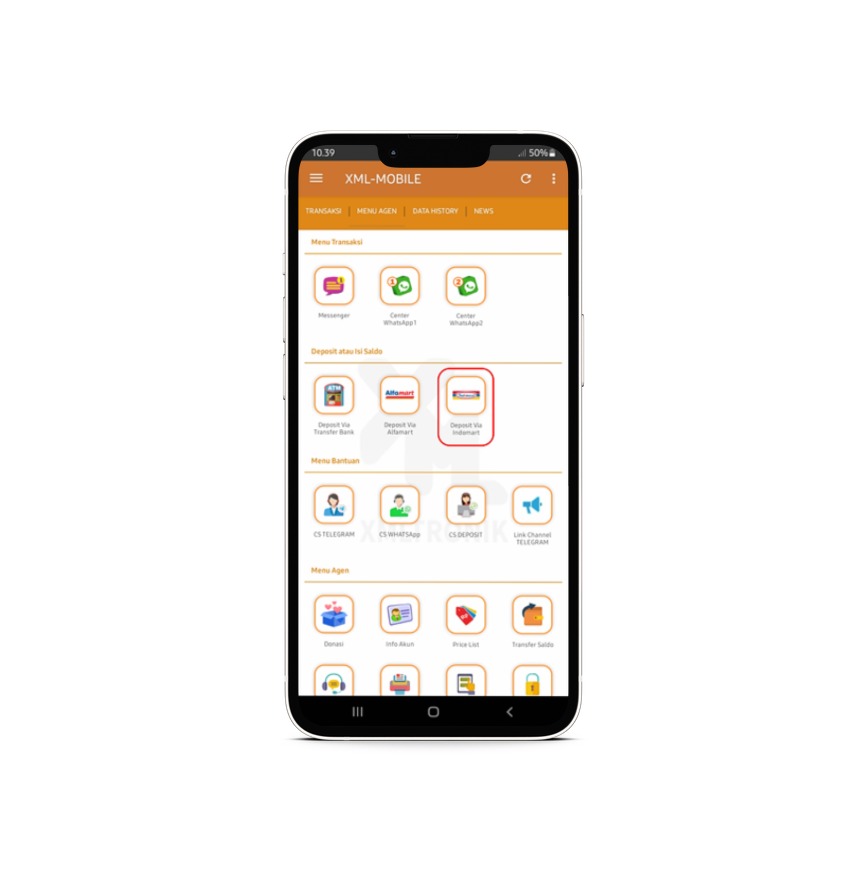 10.39
50%
XML-MOBILE
TRANSAKSI | MENU AGEN | DATA HISTORY | NEWS
Menu Transaksi
Messenger
Center
WhatsApp1
Center
WhatsApp2
Deposit atau Isi Saldo
ATM
Alfamart
Deposit Via
Transfer Bank
Deposit Via
Alfamart
Deposit Via
Indomart
Menu Bantuan
CS TELEGRAM
CS WHATSApp
CS DEPOSIT
Link Channel
TELEGRAM
XMLTRONIK
Menu Agen
Donasi
Info Akun
Price List
Transfer Saldo